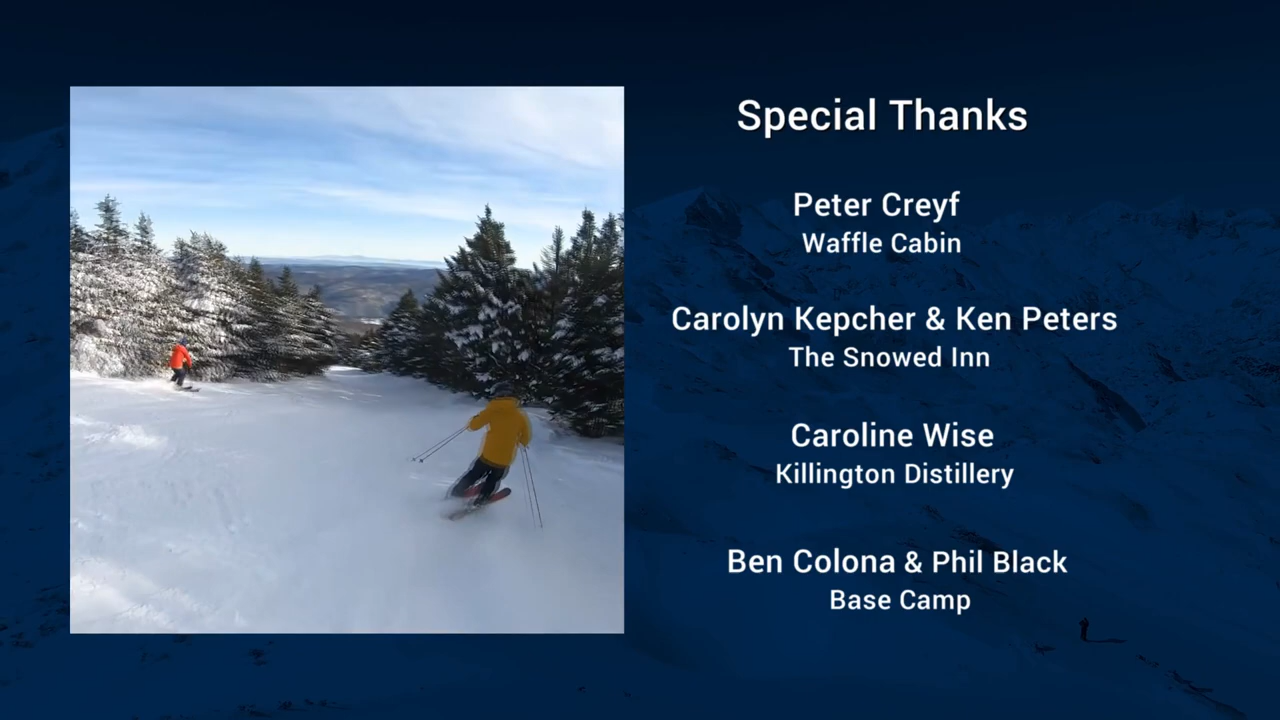 Special Thanks
Peter Creyf
Waffle Cabin
Carolyn Kepcher & Ken Peters
The Snowed Inn
Caroline Wise
Killington Distillery
Ben Colona & Phil Black
Base Camp